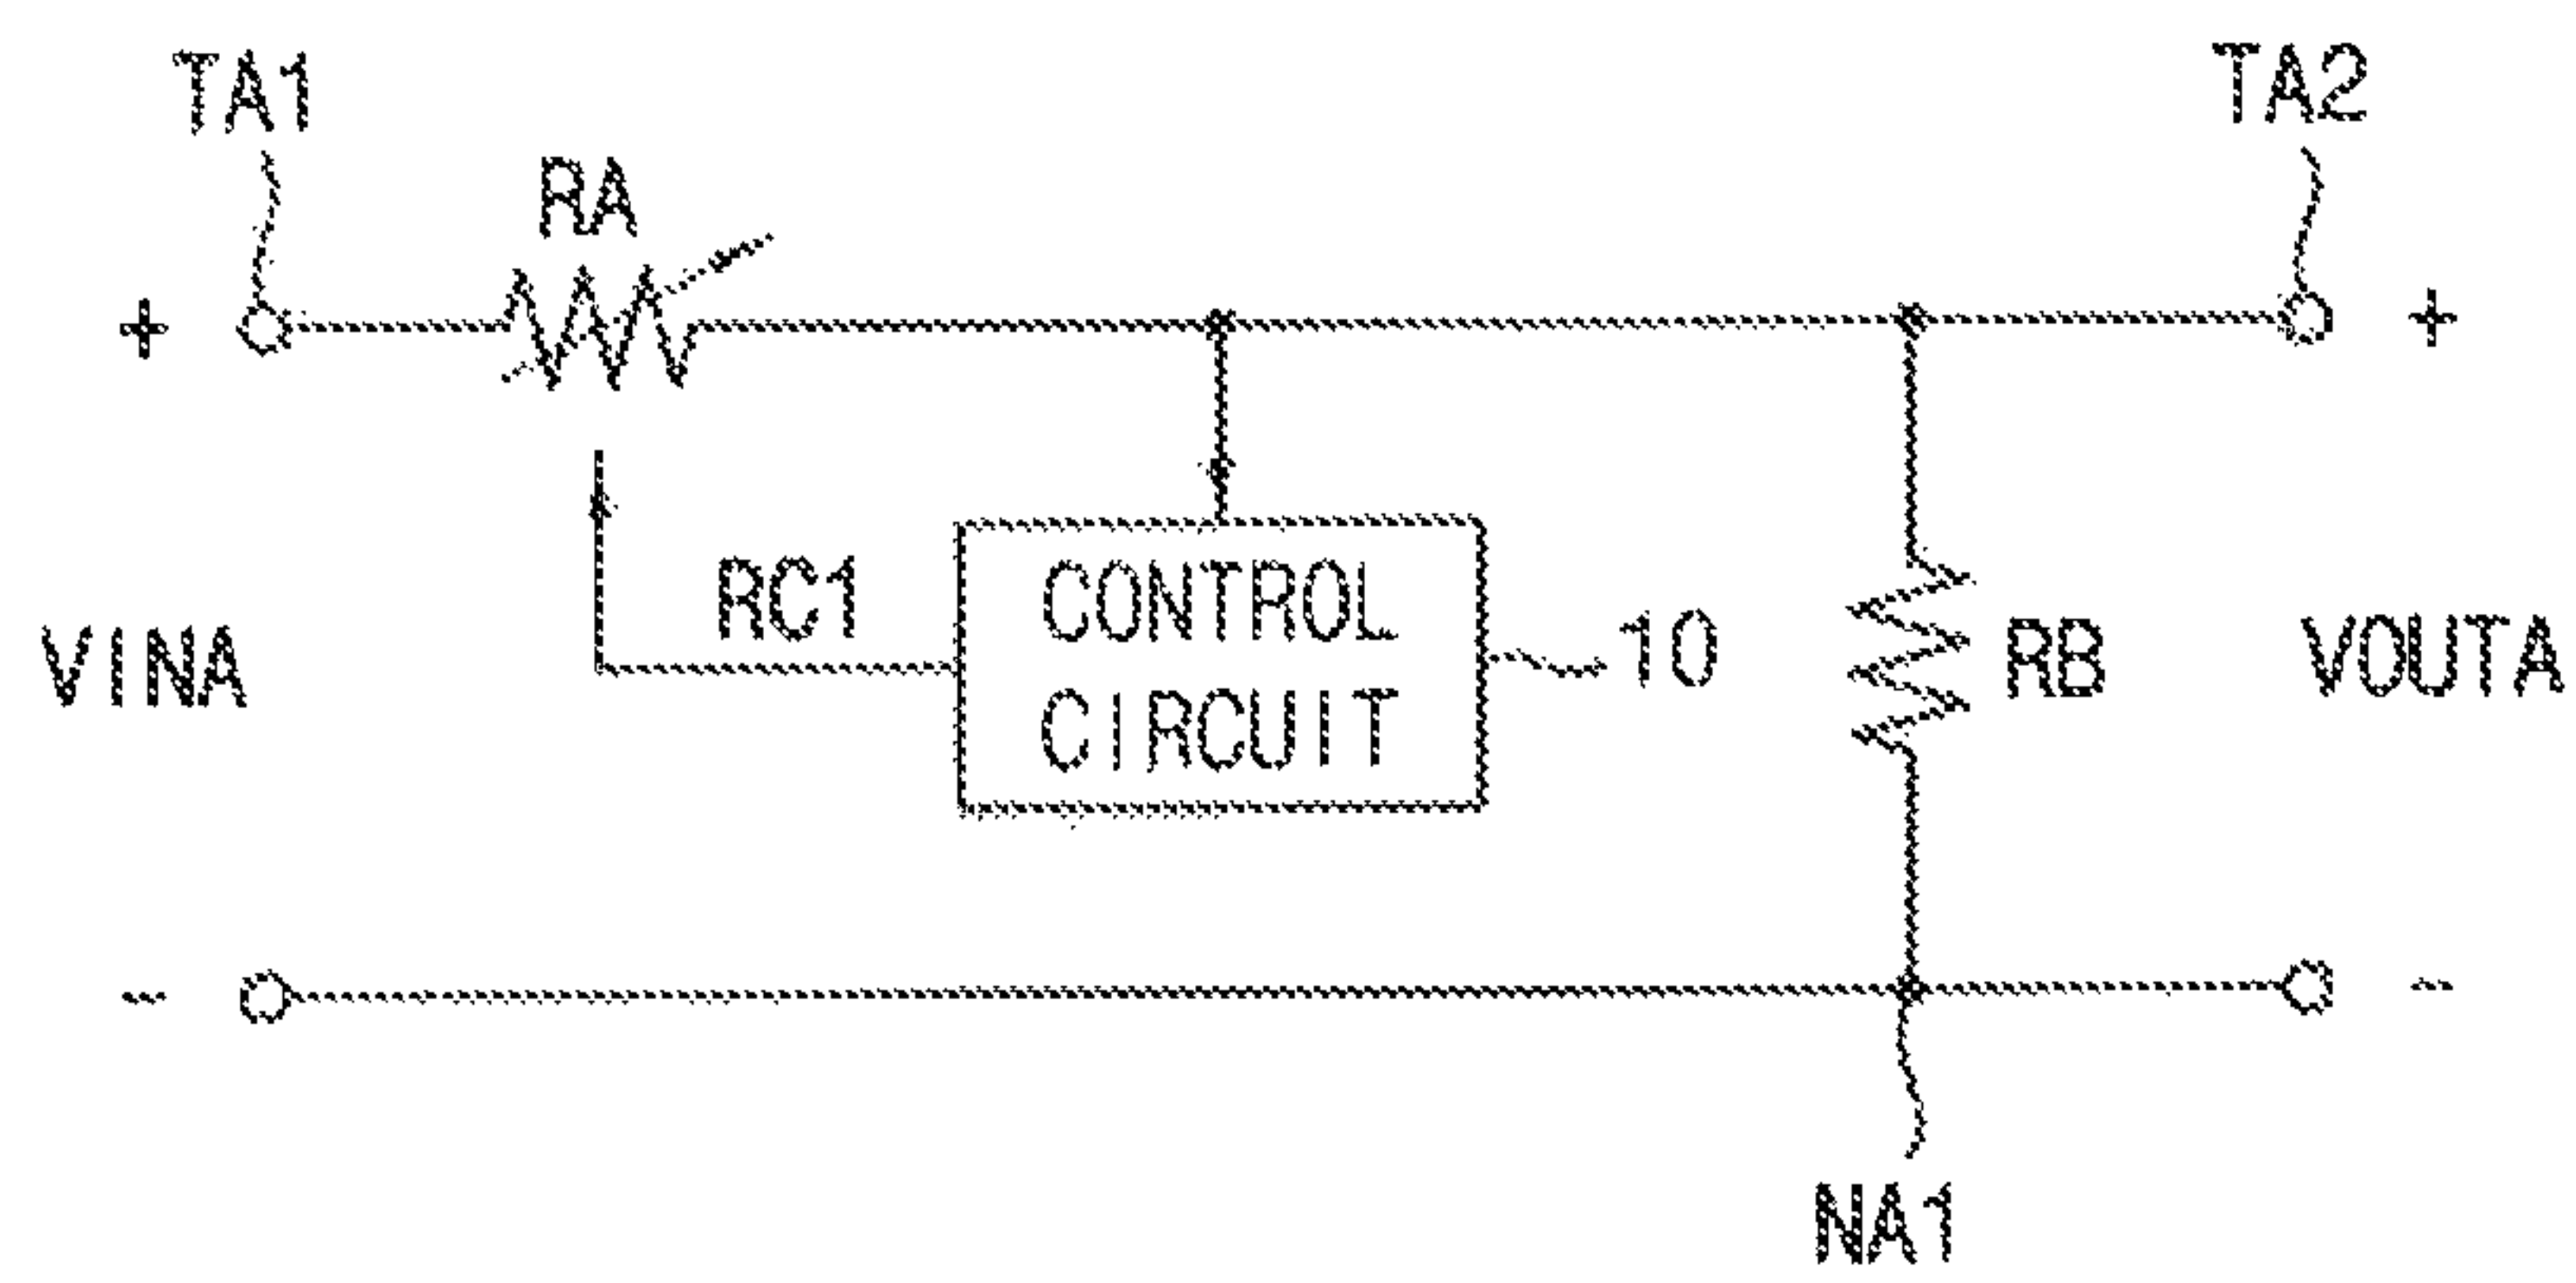 TA1
TA2
RA
+
+
RC1
CONTROL
CIRCUIT
10
VINA
RB
VOUTA
-
-
NA1